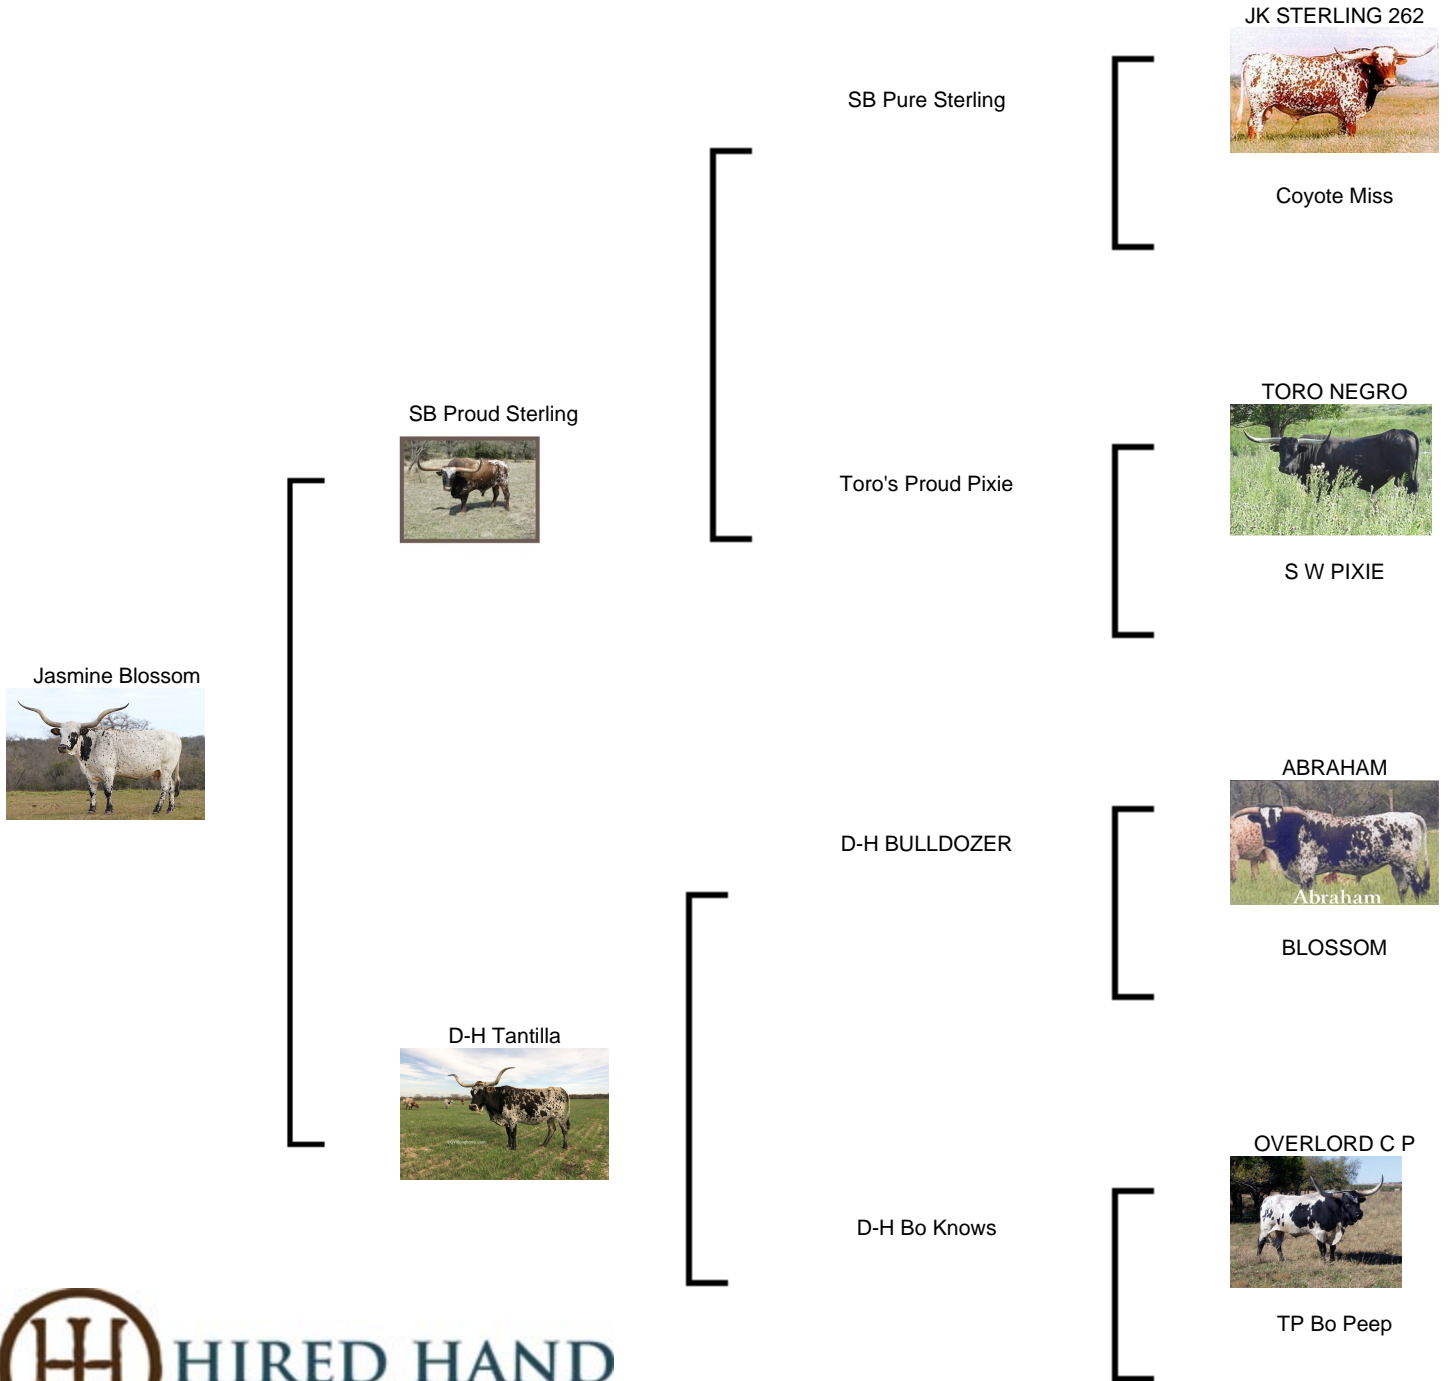 JK STERLING 262
SB Pure Sterling
Coyote Miss
TORO NEGRO
SB Proud Sterling
Toro's Proud Pixie
S W PIXIE
Jasmine Blossom
ABRAHAM
D-H BULLDOZER
Abraham
BLOSSOM
D-H Tantilla
OVERLORD C P
D-H Bo Knows
TP Bo Peep
HIRED HAND